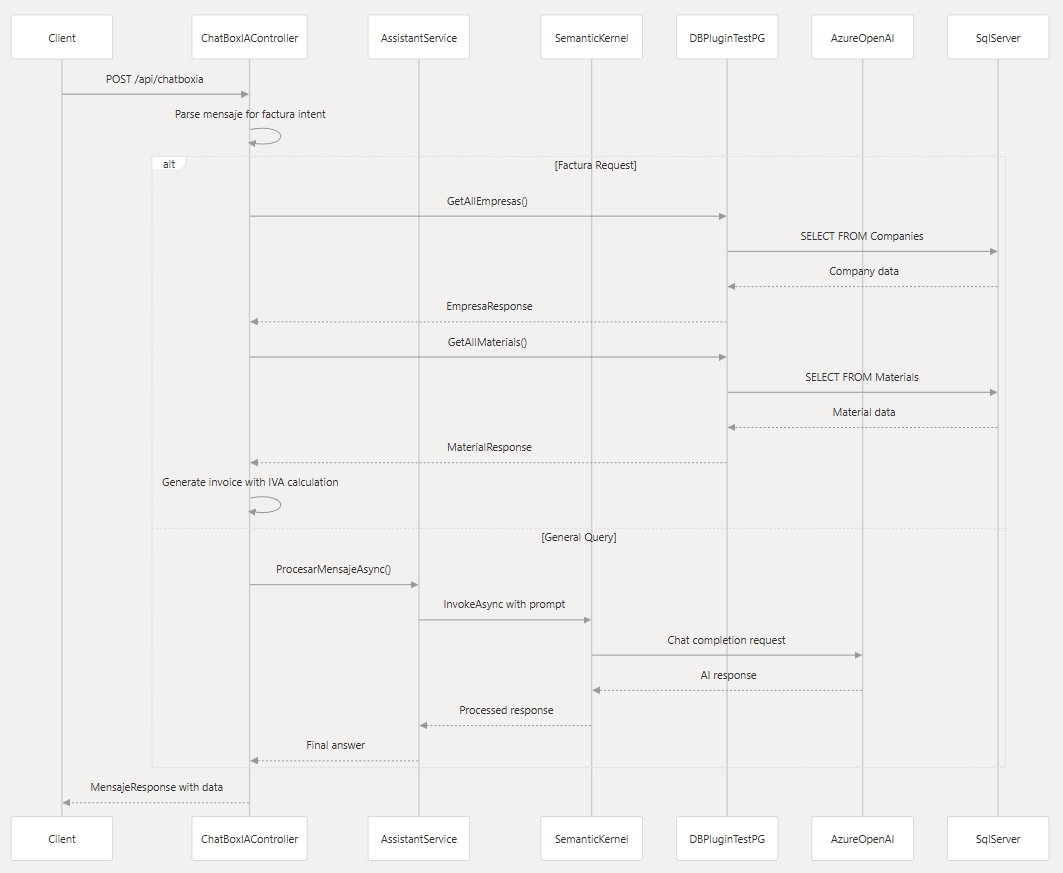 Client
ChatBoxIAController
AssistantService
SemanticKernel
DBPluginTestPG
AzureOpenAI
SqlServer
POST /api/chatboxia
Parse mensaje for factura intent
alt
[Factura Request]
GetAllEmpresas()
SELECT FROM Companies
Company data
EmpresaResponse
GetAllMaterials()
SELECT FROM Materials
Material data
MaterialResponse
Generate invoice with IVA calculation
[General Query]
ProcesarMensajeAsync()
InvokeAsync with prompt
Chat completion request
AI response
Processed response
Final answer
MensajeResponse with data
Client
ChatBoxIAController
AssistantService
SemanticKernel
DBPluginTestPG
AzureOpenAI
SqlServer